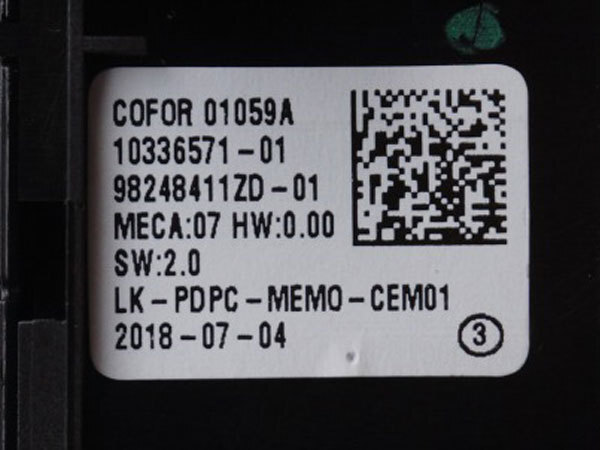 COFOR 01059A
10336571-01
98248411ZD-01
MECA:07 HW:0.00
SW:2.0
LK-PDPC-MEMO-CEM01
2018-07-04 3